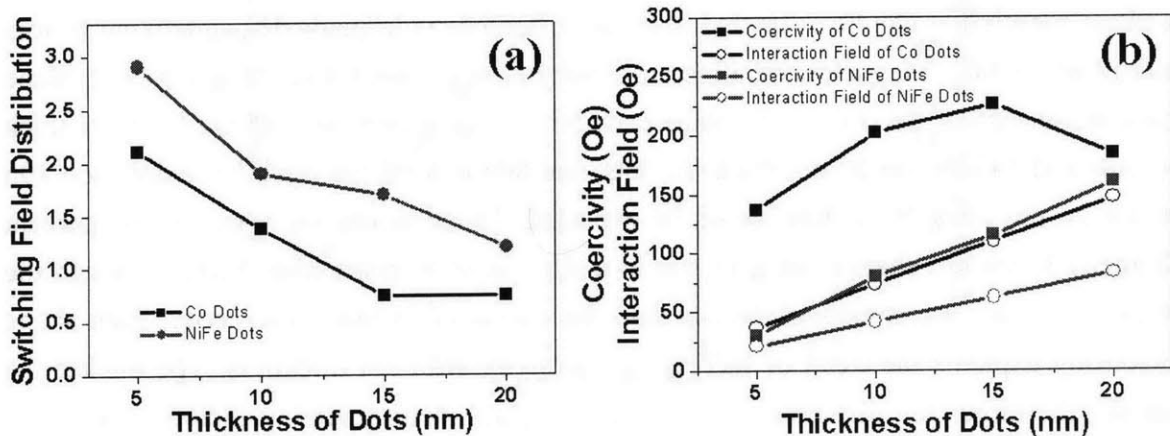 (a)
Switching Field Distribution
3.0
2.5
2.0
1.5
1.0
0.5
0.0
Co Dots
NiFe Dots
5 10 15 20
Thickness of Dots (nm)
(b)
Coercivity (Oe)
Interaction Field (Oe)
300
250
200
150
100
50
0
Coercivity of Co Dots
Interaction Field of Co Dots
Coercivity of NiFe Dots
Interaction Field of NiFe Dots
5 10 15 20
Thickness of Dots (nm)